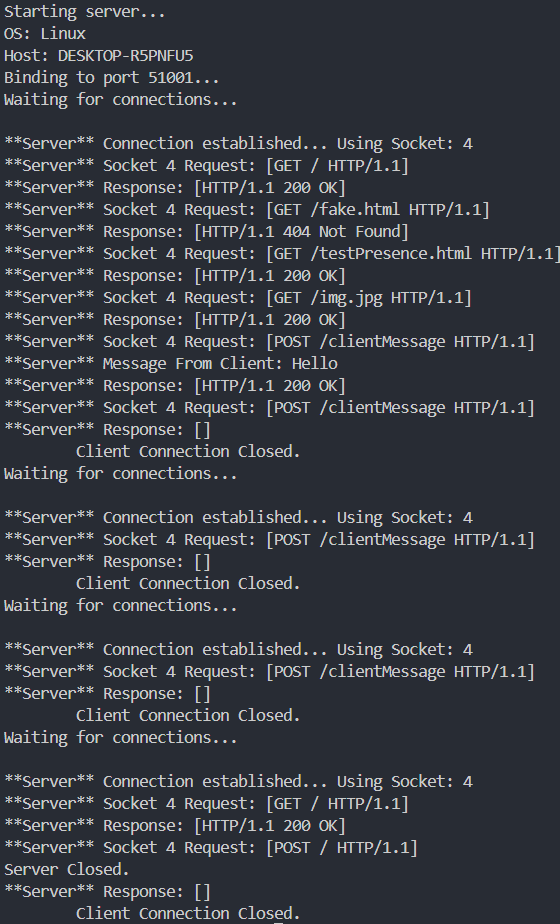 Starting server...
OS: Linux
Host: DESKTOP-R5PNFU5
Binding to port 51001...
Waiting for connections...
**Server** Connection established... Using Socket: 4
**Server** Socket 4 Request: [GET / HTTP/1.1]
**Server** Response: [HTTP/1.1 200 OK]
**Server** Socket 4 Request: [GET /fake.html HTTP/1.1]
**Server** Response: [HTTP/1.1 404 Not Found]
**Server** Socket 4 Request: [GET /testPresence.html HTTP/1.1]
**Server** Response: [HTTP/1.1 200 OK]
**Server** Socket 4 Request: [GET /img.jpg HTTP/1.1]
**Server** Response: [HTTP/1.1 200 OK]
**Server** Socket 4 Request: [POST /clientMessage HTTP/1.1]
**Server** Message From Client: Hello
**Server** Response: [HTTP/1.1 200 OK]
**Server** Socket 4 Request: [POST /clientMessage HTTP/1.1]
**Server** Response: []
Client Connection Closed.
Waiting for connections...
**Server** Connection established... Using Socket: 4
**Server** Socket 4 Request: [POST /clientMessage HTTP/1.1]
**Server** Response: []
Client Connection Closed.
Waiting for connections...
**Server** Connection established... Using Socket: 4
**Server** Socket 4 Request: [POST /clientMessage HTTP/1.1]
**Server** Response: []
Client Connection Closed.
Waiting for connections...
**Server** Connection established... Using Socket: 4
**Server** Socket 4 Request: [GET / HTTP/1.1]
**Server** Response: [HTTP/1.1 200 OK]
**Server** Socket 4 Request: [POST / HTTP/1.1]
Server Closed.
**Server** Response: []
Client Connection Closed.